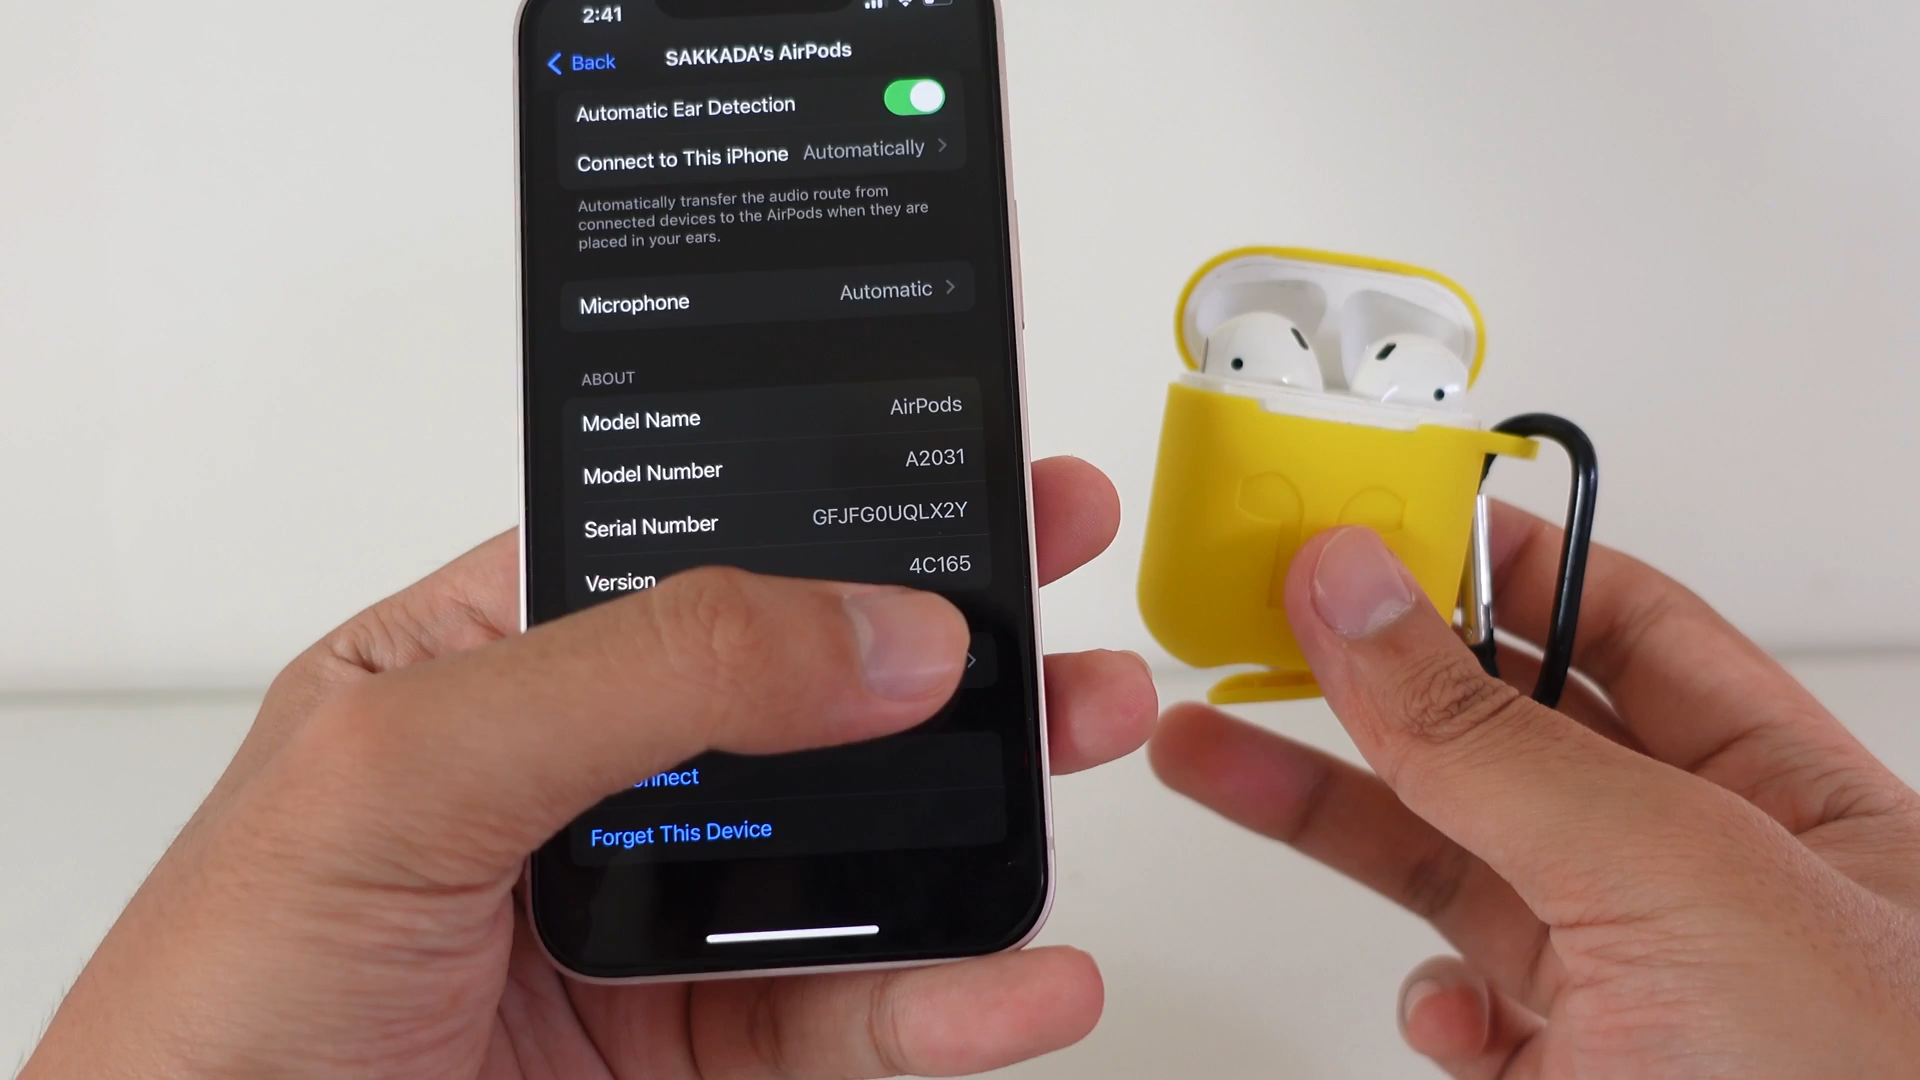 2:41
Back
SAKKADA's AirPods
Automatic Ear Detection
Connect to This iPhone Automatically
Automatically transfer the audio route from
connected devices to the AirPods when they are
placed in your ears.
Microphone Automatic
ABOUT
Model Name AirPods
Model Number A2031
Serial Number GFJFG0UQLX2Y
Version 4C165
onnect
Forget This Device